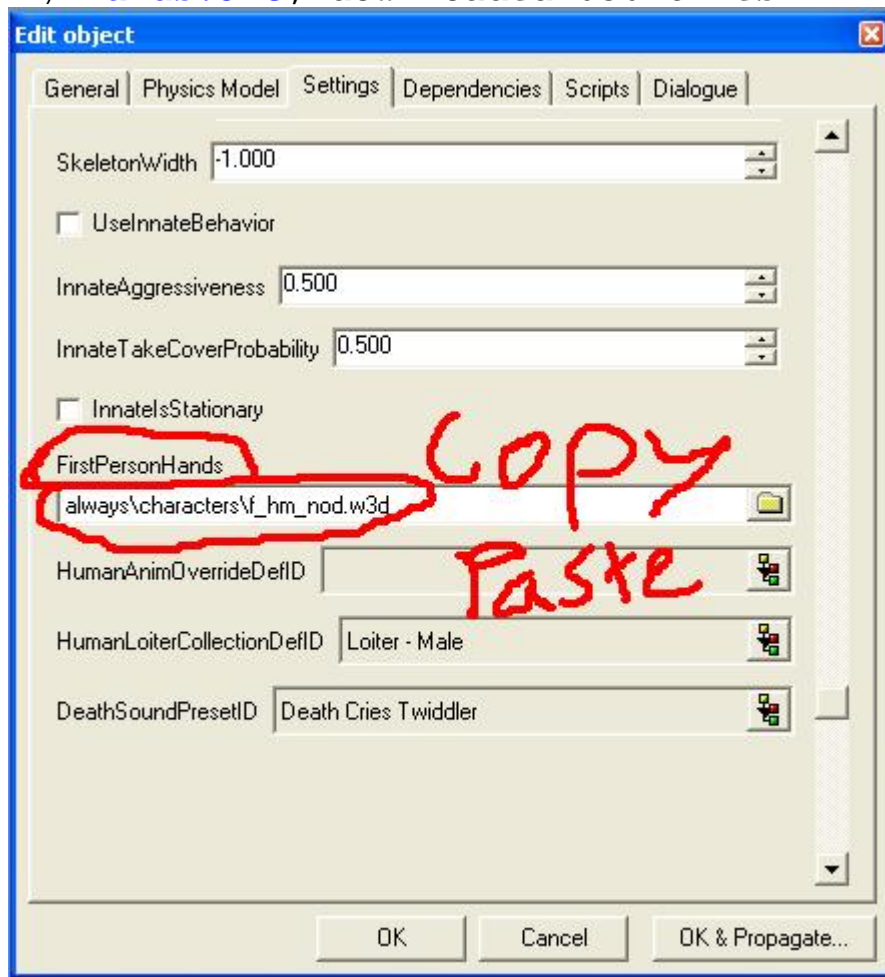 Edit object
General Physics Model Settings Dependencies Scripts Dialogue
SkeletonWidth -1.000
UseInnateBehavior
InnateAggressiveness 0.500
InnateTakeCoverProbability 0.500
InnateIsStationary
FirstPersonHands
Copy
always\characters\f_hm_nod.w3d
Paste
HumanAnimOverrideDefID
HumanLoiterCollectionDefID Loiter - Male
DeathSoundPresetID Death Cries Twiddler
OK Cancel OK & Propagate...